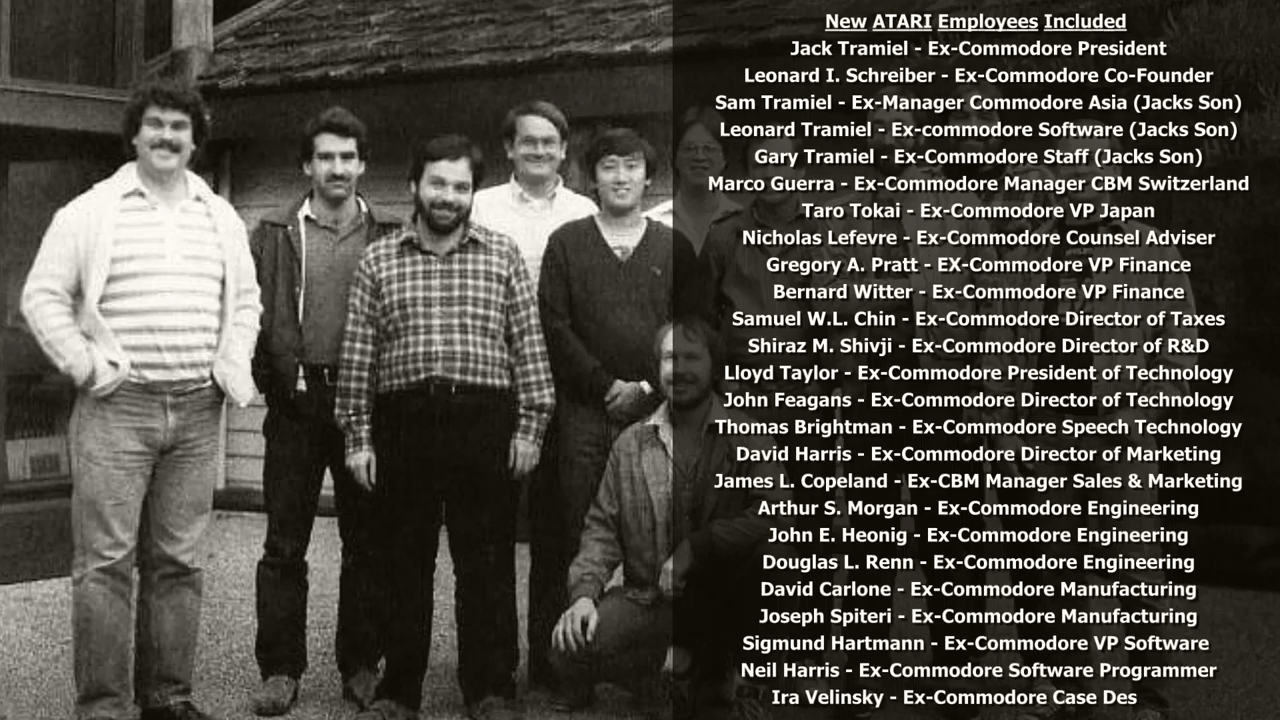 New ATARI Employees Included
Jack Tramiel - Ex-Commodore President
Leonard I. Schreiber - Ex-Commodore Co-Founder
Sam Tramiel - Ex-Manager Commodore Asia (Jacks Son)
Leonard Tramiel - Ex-commodore Software (Jacks Son)
Gary Tramiel - Ex-Commodore Staff (Jacks Son)
Marco Guerra - Ex-Commodore Manager CBM Switzerland
Taro Tokai - Ex-Commodore VP Japan
Nicholas Lefevre - Ex-Commodore Counsel Adviser
Gregory A. Pratt - EX-Commodore VP Finance
Bernard Witter - Ex-Commodore VP Finance
Samuel W.L. Chin - Ex-Commodore Director of Taxes
Shiraz M. Shivji - Ex-Commodore Director of R&D
Lloyd Taylor - Ex-Commodore President of Technology
John Feagans - Ex-Commodore Director of Technology
Thomas Brightman - Ex-Commodore Speech Technology
David Harris - Ex-Commodore Director of Marketing
James L. Copeland - Ex-CBM Manager Sales & Marketing
Arthur S. Morgan - Ex-Commodore Engineering
John E. Heonig - Ex-Commodore Engineering
Douglas L. Renn - Ex-Commodore Engineering
David Carlone - Ex-Commodore Manufacturing
Joseph Spiteri - Ex-Commodore Manufacturing
Sigmund Hartmann - Ex-Commodore VP Software
Neil Harris - Ex-Commodore Software Programmer
Ira Velinsky - Ex-Commodore Case Des